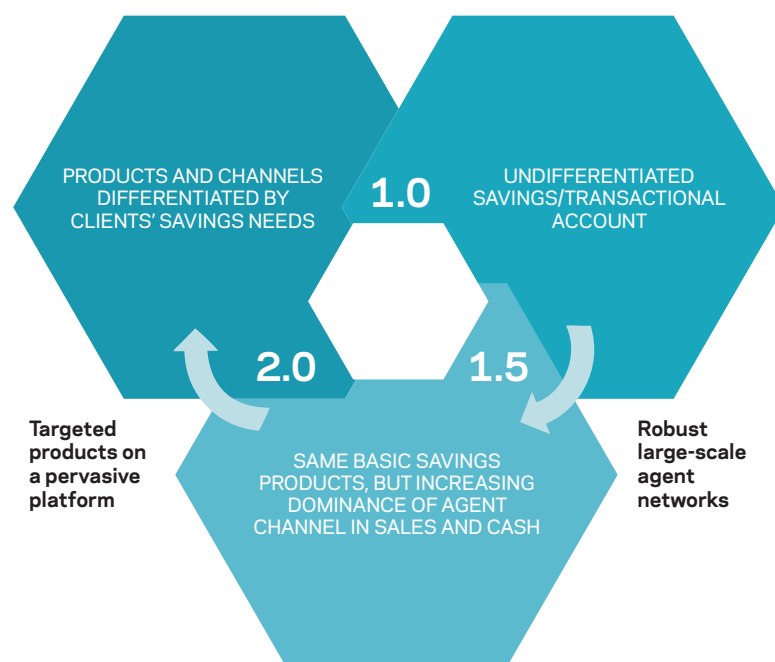 PRODUCTS AND CHANNELS
DIFFERENTIATED BY
CLIENTS' SAVINGS NEEDS
1.0
UNDIFFERENTIATED
SAVINGS/TRANSACTIONAL
ACCOUNT
2.0
1.5
Targeted
products on
a pervasive
platform
SAME BASIC SAVINGS
PRODUCTS, BUT INCREASING
DOMINANCE OF AGENT
CHANNEL IN SALES AND CASH
Robust
large-scale
agent
networks